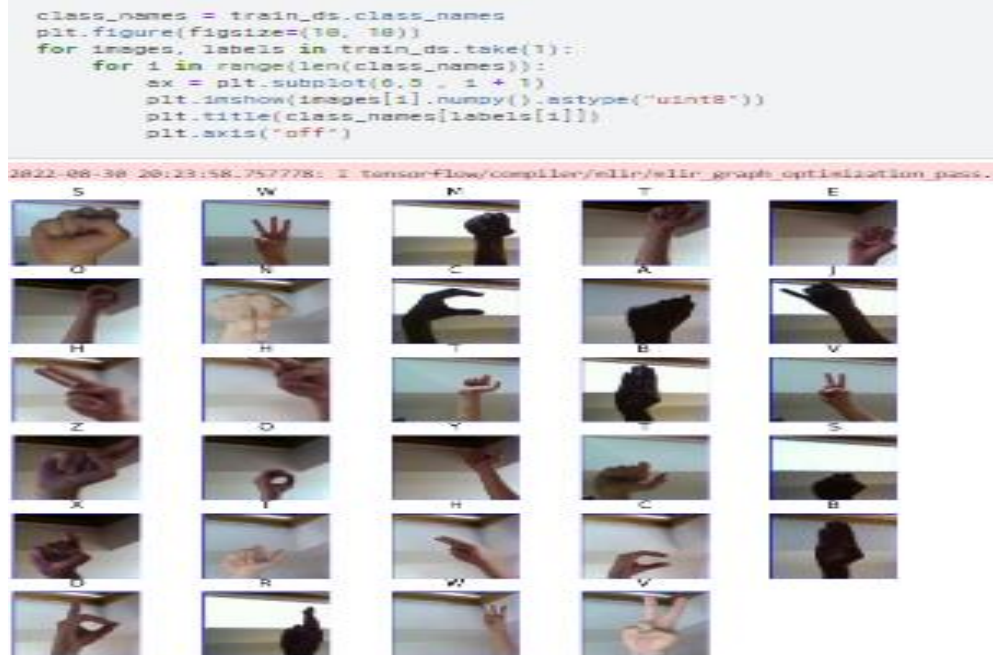 class_names = train_ds.class_names
plt.figure(figsize=(10, 10))
for images, labels in train_ds.take(1):
    for i in range(len(class_names)):
        ax = plt.subplot(6,5 , i + 1)
        plt.imshow(images[i].numpy().astype("uint8"))
        plt.title(class_names[labels[i]])
        plt.axis("off")
2022-08-30 20:23:58.757778: I tensorflow/compiler/mlir/mlir_graph_optimization_pass.
S W M T E
N C A J
H H B V
Z O Y S
X H C B
D R W V